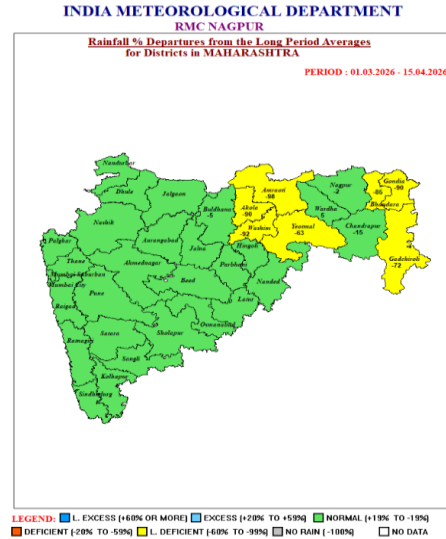 INDIA METEOROLOGICAL DEPARTMENT
RMC NAGPUR
Rainfall % Departures from the Long Period Averages
for Districts in MAHARASHTRA
PERIOD : 01.03.2026 - 15.04.2026
Nandurbar
Dhule
Jalgaon
Buldhana
Akola
-90
Amraoti
-98
Washim
-92
Yeotmal
-63
Nagpur
-2
Wardha
5
Gondia
-90
-85
Bhandara
Chandrapur
-15
Gadchiroli
-72
Nashik
Aurangabad
Jalna
Hingoli
Parbhani
Palghar
Thane
Mumbai Suburban
Mumbai City
Ahmednagar
Beed
Nanded
Pune
Latur
Raigad
Osmanabad
Satara
Sholapur
Ratnagiri
Sangli
Kolhapur
Sindhudurg
LEGEND: L. EXCESS (+60% OR MORE) EXCESS (+20% TO +59%) NORMAL (+19% TO -19%)
DEFICIENT (-20% TO -59%) L. DEFICIENT (-60% TO -99%) NO RAIN (-100%) NO DATA